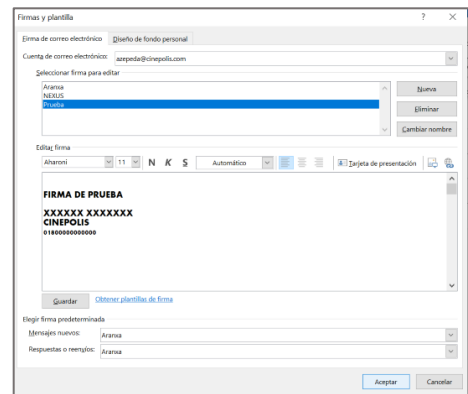 Firmas y plantilla ? ×
Firma de correo electrónico Diseño de fondo personal
Cuenta de correo electrónico: azepeda@cinepolis.com
Seleccionar firma para editar
Aranxa
NEXUS
Prueba
Nueva
Eliminar
Cambiar nombre
Editar firma
Aharoni 11 N K S Automático Tarjeta de presentación
FIRMA DE PRUEBA
XXXXXX XXXXXXX
CINEPOLIS
01800000000000
Guardar Obtener plantillas de firma
Elegir firma predeterminada
Mensajes nuevos: Aranxa
Respuestas o reenvíos: Aranxa
Aceptar Cancelar